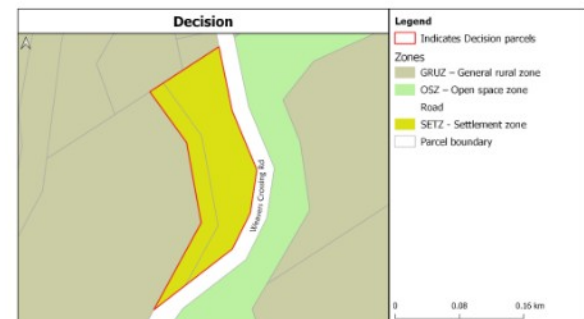 Decision
Weavers Crossing Rd
Legend
Indicates Decision parcels
Zones
GRUZ – General rural zone
OSZ – Open space zone
Road
SETZ - Settlement zone
Parcel boundary
0 0.08 0.16 km